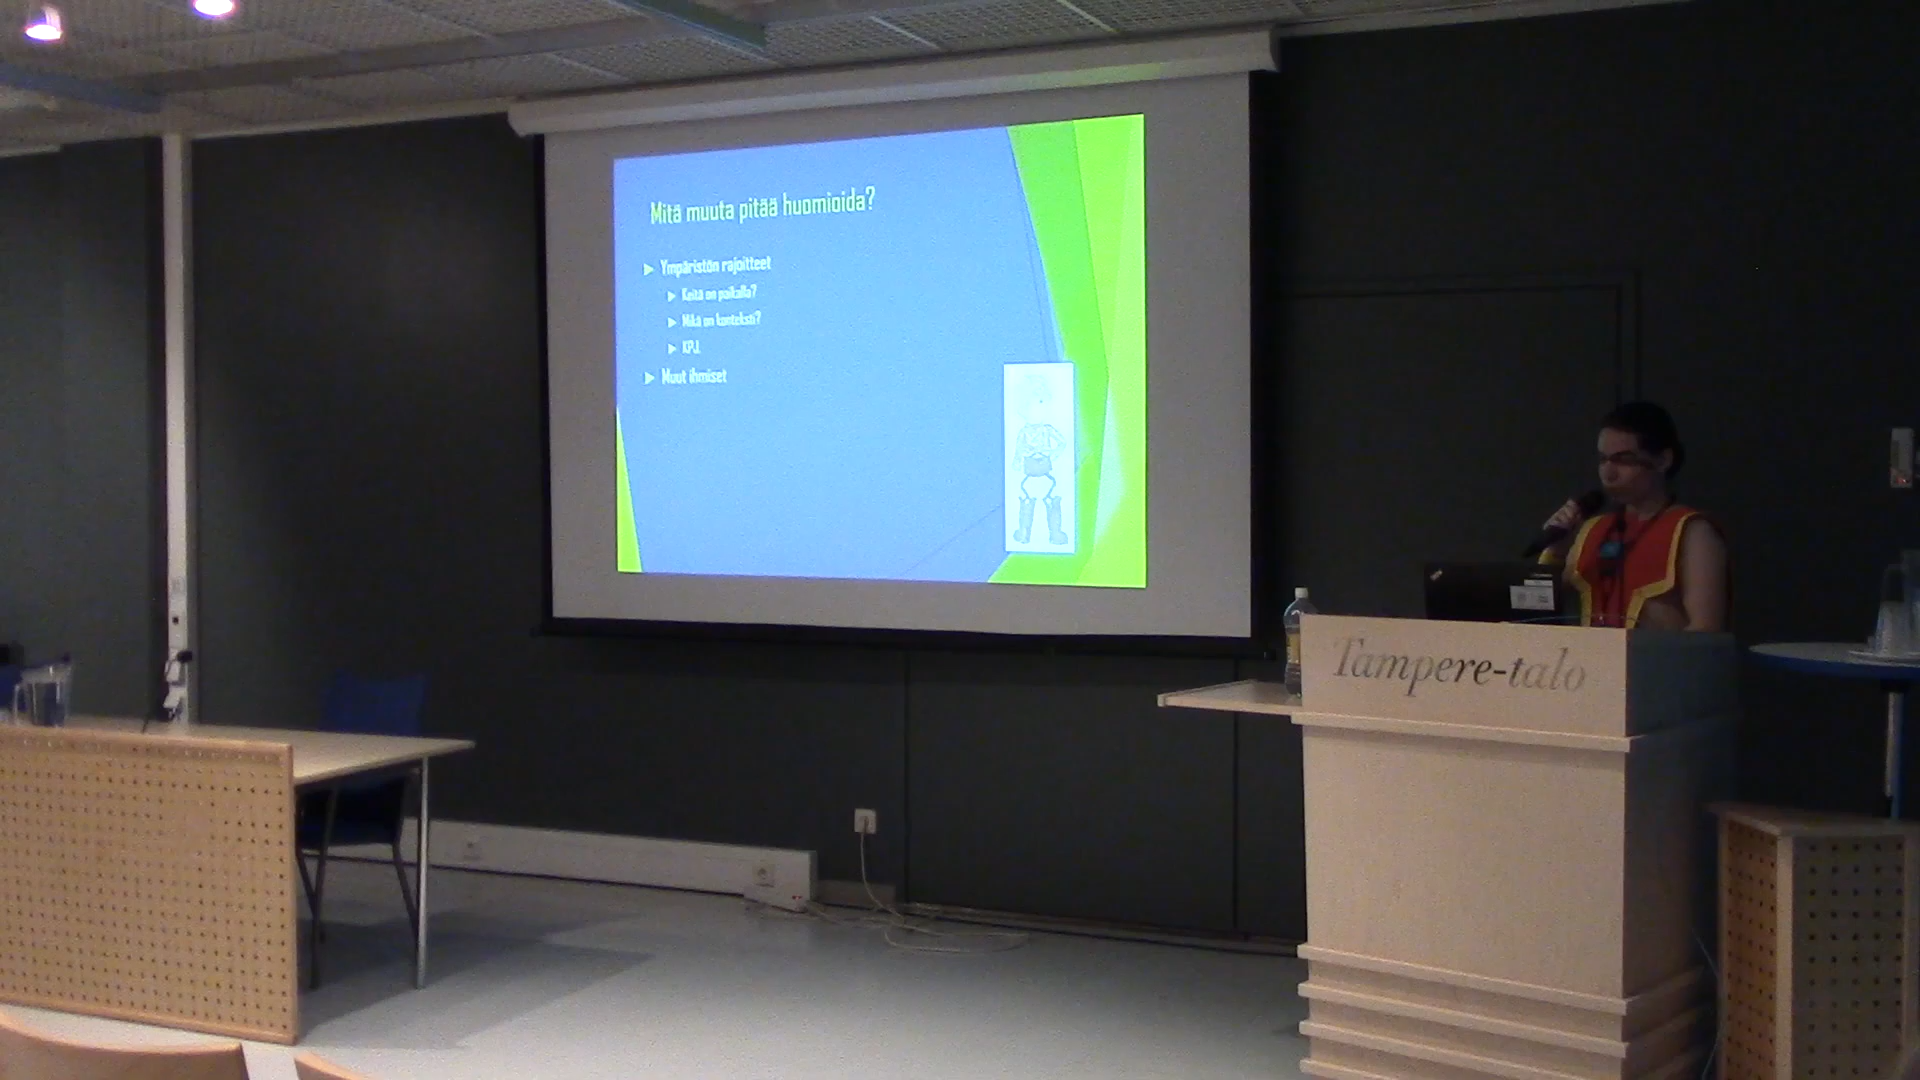 Mitä muuta pitää huomioida?
Ympäristön rajoitteet
Keitä on paikalla?
Mikä on konteksti?
KPJ.
Muut ihmiset
Tampere-talo